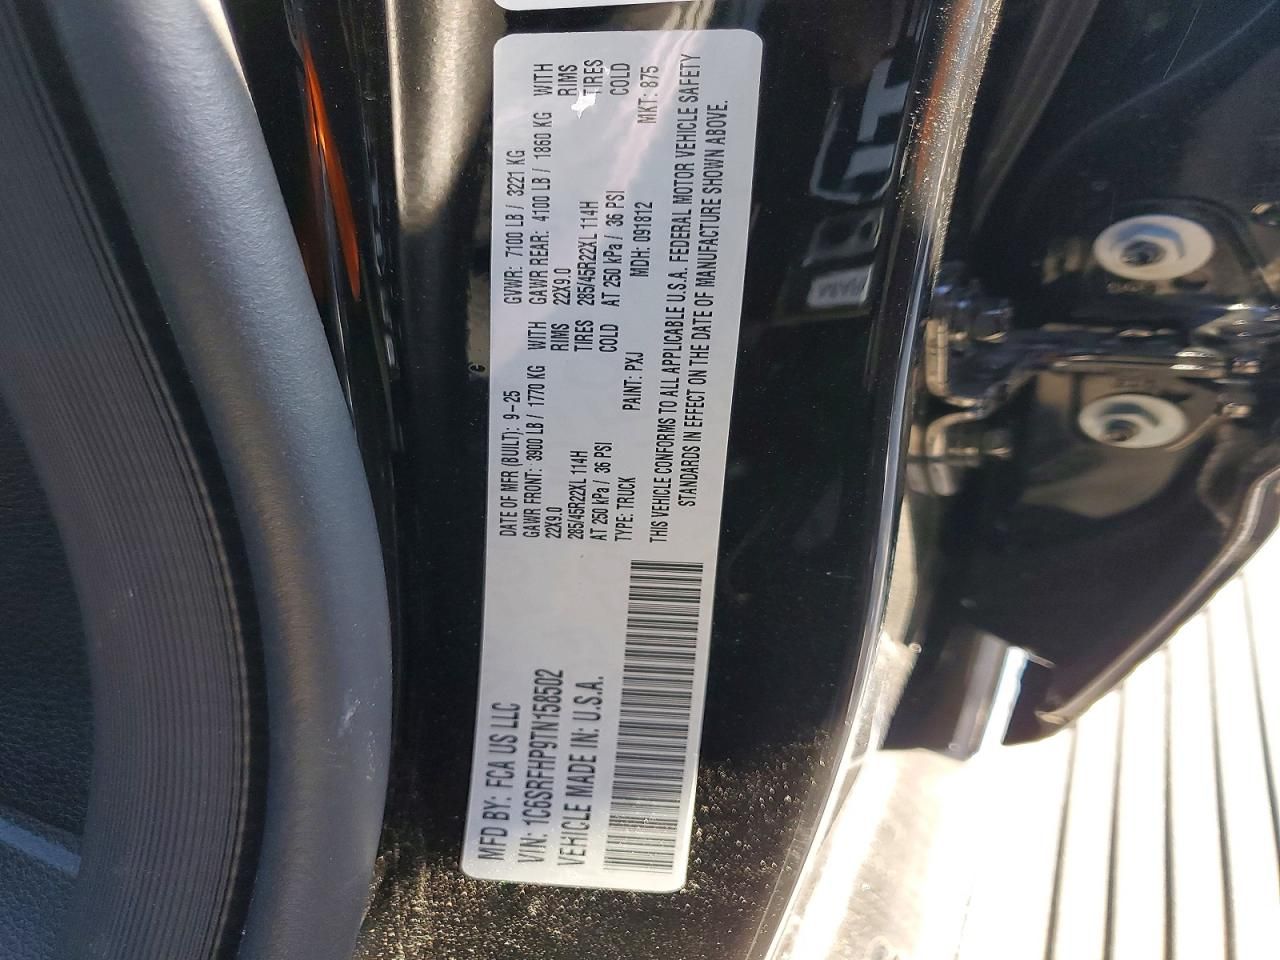 MFD BY: FCA US LLC
VIN: 1C6SRFHP9TN158502
VEHICLE MADE IN: U.S.A.
DATE OF MFR (BUILT): 9-25 GVWR: 7100 LB / 3221 KG
GAWR FRONT: 3900 LB / 1770 KG WITH GAWR REAR: 4100 LB / 1860 KG WITH
22X9.0 RIMS 22X9.0 RIMS
285/45R22XL 114H TIRES 285/45R22XL 114H TIRES
AT 250 kPa / 36 PSI COLD AT 250 kPa / 36 PSI COLD
TYPE: TRUCK PAINT: PXJ MDH: 091812 MKT: 875
THIS VEHICLE CONFORMS TO ALL APPLICABLE U.S.A. FEDERAL MOTOR VEHICLE SAFETY
STANDARDS IN EFFECT ON THE DATE OF MANUFACTURE SHOWN ABOVE.